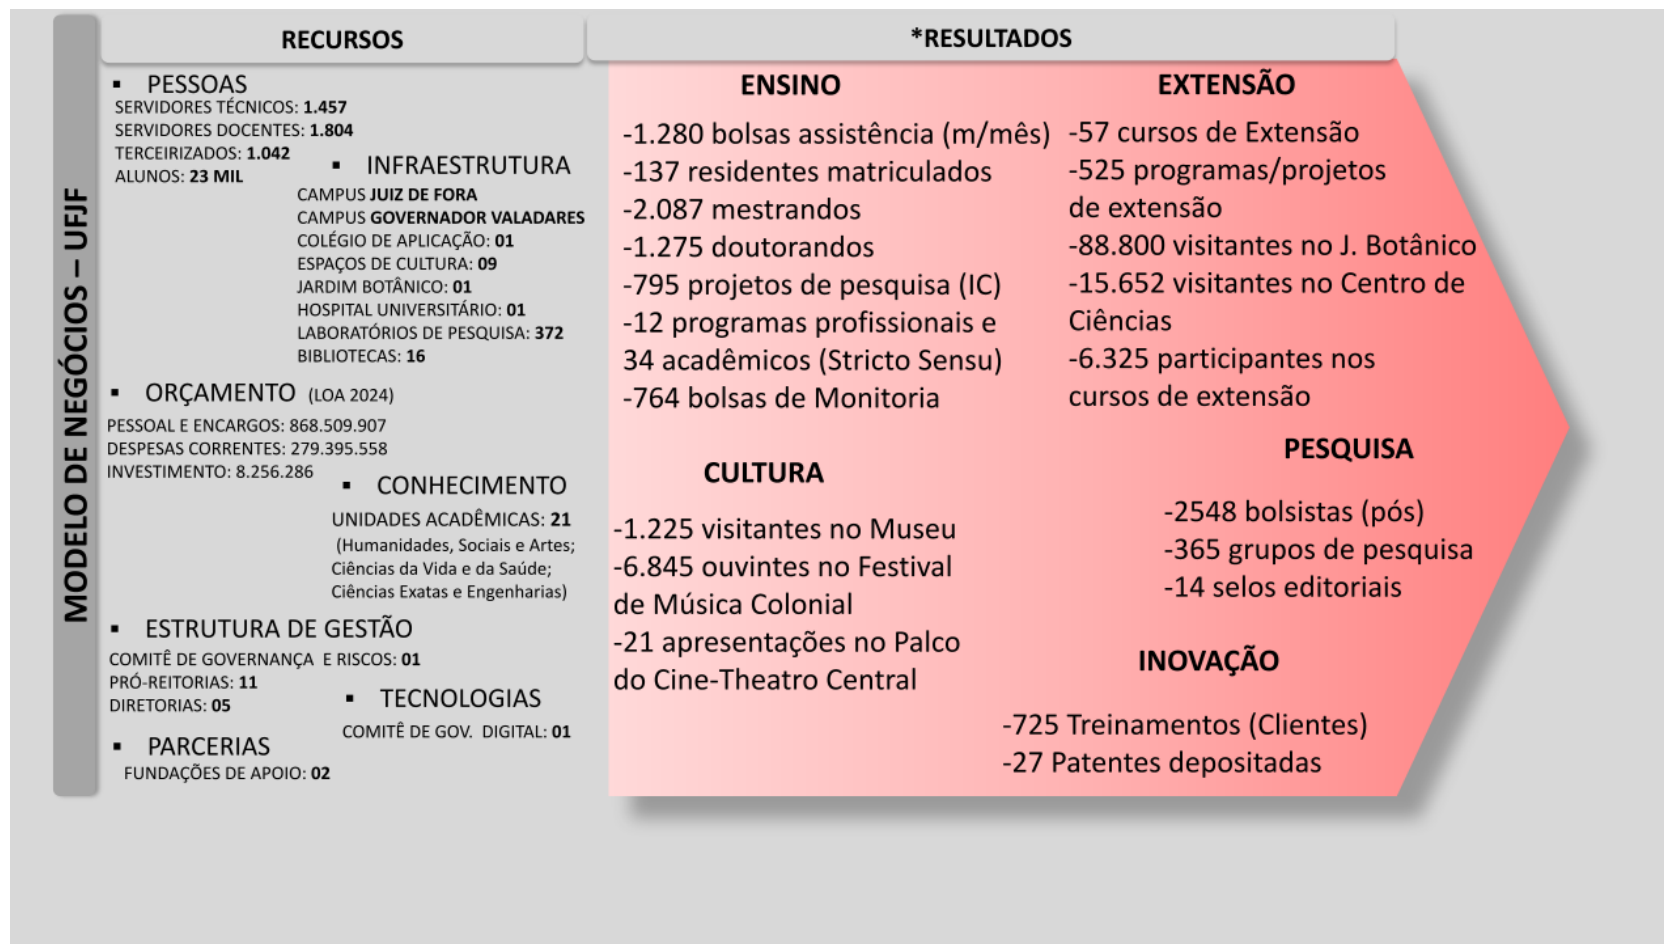 MODELO DE NEGÓCIOS – UFJF
RECURSOS
▪ PESSOAS
SERVIDORES TÉCNICOS: 1.457
SERVIDORES DOCENTES: 1.804
TERCEIRIZADOS: 1.042
ALUNOS: 23 MIL
▪ INFRAESTRUTURA
CAMPUS JUIZ DE FORA
CAMPUS GOVERNADOR VALADARES
COLÉGIO DE APLICAÇÃO: 01
ESPAÇOS DE CULTURA: 09
JARDIM BOTÂNICO: 01
HOSPITAL UNIVERSITÁRIO: 01
LABORATÓRIOS DE PESQUISA: 372
BIBLIOTECAS: 16
▪ ORÇAMENTO (LOA 2024)
PESSOAL E ENCARGOS: 868.509.907
DESPESAS CORRENTES: 279.395.558
INVESTIMENTO: 8.256.286
▪ CONHECIMENTO
UNIDADES ACADÊMICAS: 21
(Humanidades, Sociais e Artes;
Ciências da Vida e da Saúde;
Ciências Exatas e Engenharias)
▪ ESTRUTURA DE GESTÃO
COMITÊ DE GOVERNANÇA E RISCOS: 01
PRÓ-REITORIAS: 11
DIRETORIAS: 05
▪ TECNOLOGIAS
COMITÊ DE GOV. DIGITAL: 01
▪ PARCERIAS
FUNDAÇÕES DE APOIO: 02
*RESULTADOS
ENSINO
-1.280 bolsas assistência (m/mês)
-137 residentes matriculados
-2.087 mestrandos
-1.275 doutorandos
-795 projetos de pesquisa (IC)
-12 programas profissionais e
34 acadêmicos (Stricto Sensu)
-764 bolsas de Monitoria
CULTURA
-1.225 visitantes no Museu
-6.845 ouvintes no Festival
de Música Colonial
-21 apresentações no Palco
do Cine-Theatro Central
EXTENSÃO
-57 cursos de Extensão
-525 programas/projetos
de extensão
-88.800 visitantes no J. Botânico
-15.652 visitantes no Centro de
Ciências
-6.325 participantes nos
cursos de extensão
PESQUISA
-2548 bolsistas (pós)
-365 grupos de pesquisa
-14 selos editoriais
INOVAÇÃO
-725 Treinamentos (Clientes)
-27 Patentes depositadas